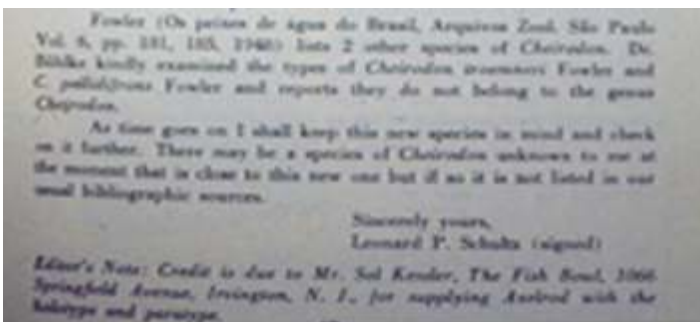 Fowler (Os peixes de água do Brasil, Arquivos Zool. São Paulo
Vol. 6, pp. 181, 185, 1948) lists 2 other species of Cheirodon. Dr.
Böhlke kindly examined the types of Cheirodon Fowler and
C. Fowler and reports they do not belong to the genus
Cheirodon.
As time goes on I shall keep this new species in mind and check
on it further. There may be a species of Cheirodon unknown to me at
the moment that is close to this new one but if so it is not listed in our
usual bibliographic sources.
Sincerely yours,
Leonard P. Schultz (signed)
Editor's Note: Credit is due to Mr. Sol Kessler, The Fish Bowl, 1066
Springfield Avenue, Irvington, N. J., for supplying Axelrod with the
holotype and paratype.